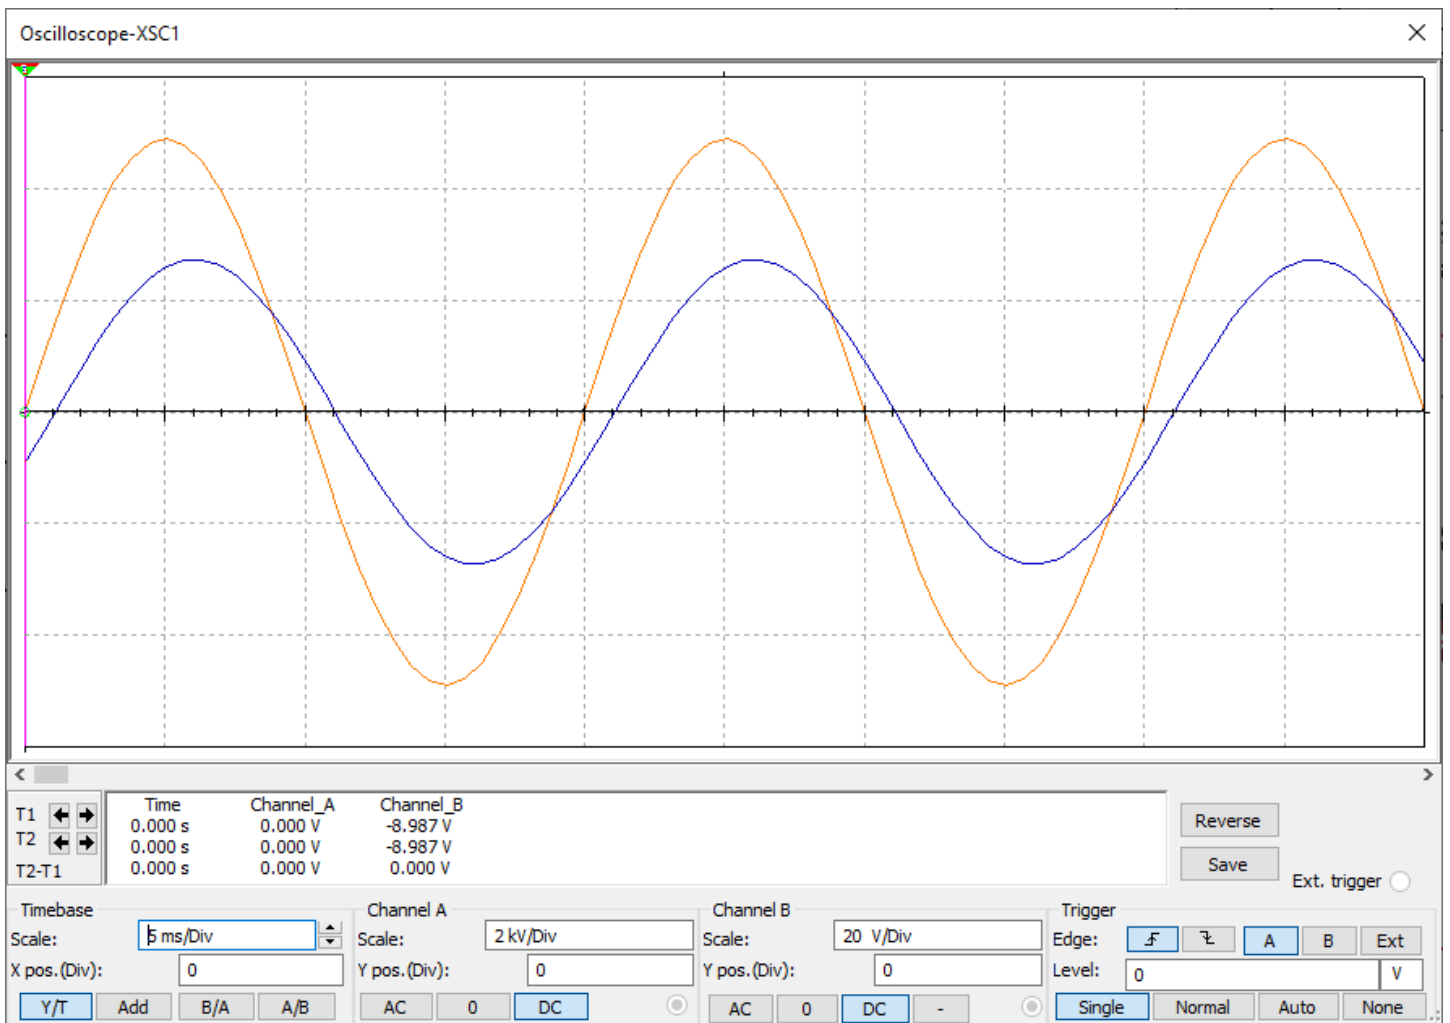 Oscilloscope-XSC1
Time Channel_A Channel_B
T1 0.000 s 0.000 V -8.987 V
T2 0.000 s 0.000 V -8.987 V
T2-T1 0.000 s 0.000 V 0.000 V
Reverse
Save
Ext. trigger
Timebase Channel A Channel B Trigger
Scale: 5 ms/Div Scale: 2 kV/Div Scale: 20 V/Div Edge: A B Ext
X pos.(Div): 0 Y pos.(Div): 0 Y pos.(Div): 0 Level: 0 V
Y/T Add B/A A/B AC 0 DC AC 0 DC - Single Normal Auto None